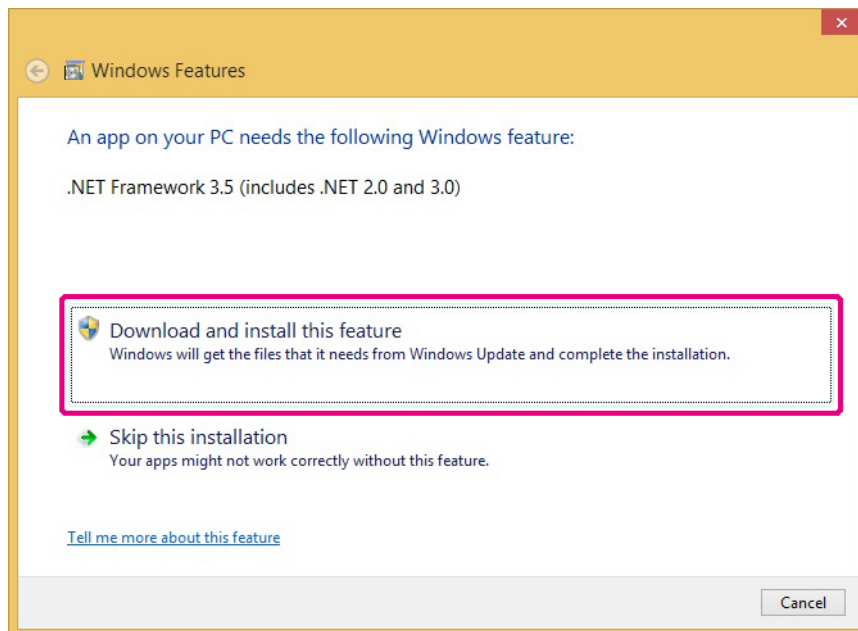 Windows Features
An app on your PC needs the following Windows feature:
.NET Framework 3.5 (includes .NET 2.0 and 3.0)
Download and install this feature
Windows will get the files that it needs from Windows Update and complete the installation.
Skip this installation
Your apps might not work correctly without this feature.
Tell me more about this feature
Cancel